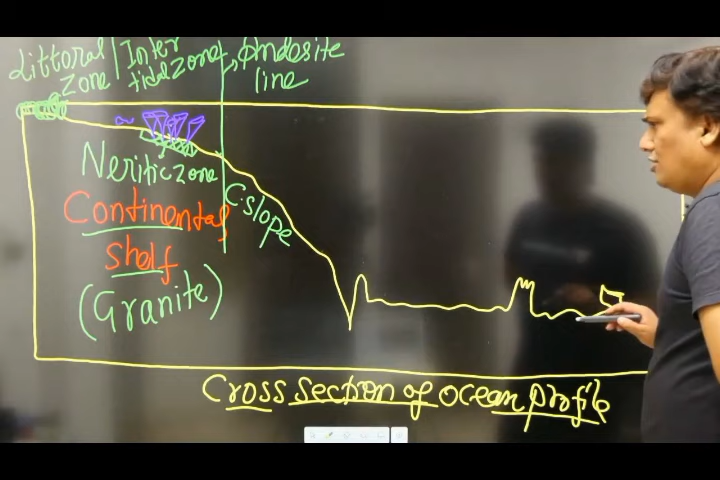 Littoral Zone / Inter tidal zone
Andesite line
Neritic zone
Continental
Shelf
(Granite)
C. slope
Cross section of ocean profile